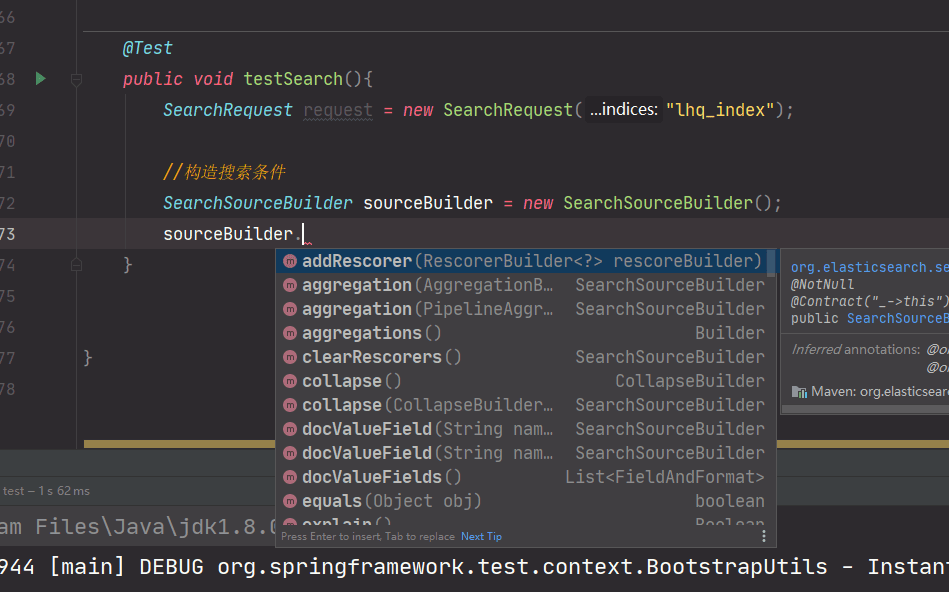 66
67 @Test
68 public void testSearch(){
69 SearchRequest request = new SearchRequest( ...indices: "lhq_index");
70
71 //构造搜索条件
72 SearchSourceBuilder sourceBuilder = new SearchSourceBuilder();
73 sourceBuilder.
74 }
75
76
77 }
78
m addRescorer(RescorerBuilder<?> rescoreBuilder)
m aggregation(AggregationB… SearchSourceBuilder
m aggregation(PipelineAggr… SearchSourceBuilder
m aggregations() Builder
m clearRescorers() SearchSourceBuilder
m collapse() CollapseBuilder
m collapse(CollapseBuilder… SearchSourceBuilder
m docValueField(String nam… SearchSourceBuilder
m docValueField(String nam… SearchSourceBuilder
m docValueFields() List<FieldAndFormat>
m equals(Object obj) boolean
m explain() Boolean
Press Enter to insert, Tab to replace Next Tip
org.elasticsearch.se
@NotNull
@Contract("_->this")
public SearchSourceB
Inferred annotations: @o
@o
Maven: org.elasticsear
test – 1 s 62 ms
am Files\Java\jdk1.8.0
944 [main] DEBUG org.springframework.test.context.BootstrapUtils - Instan